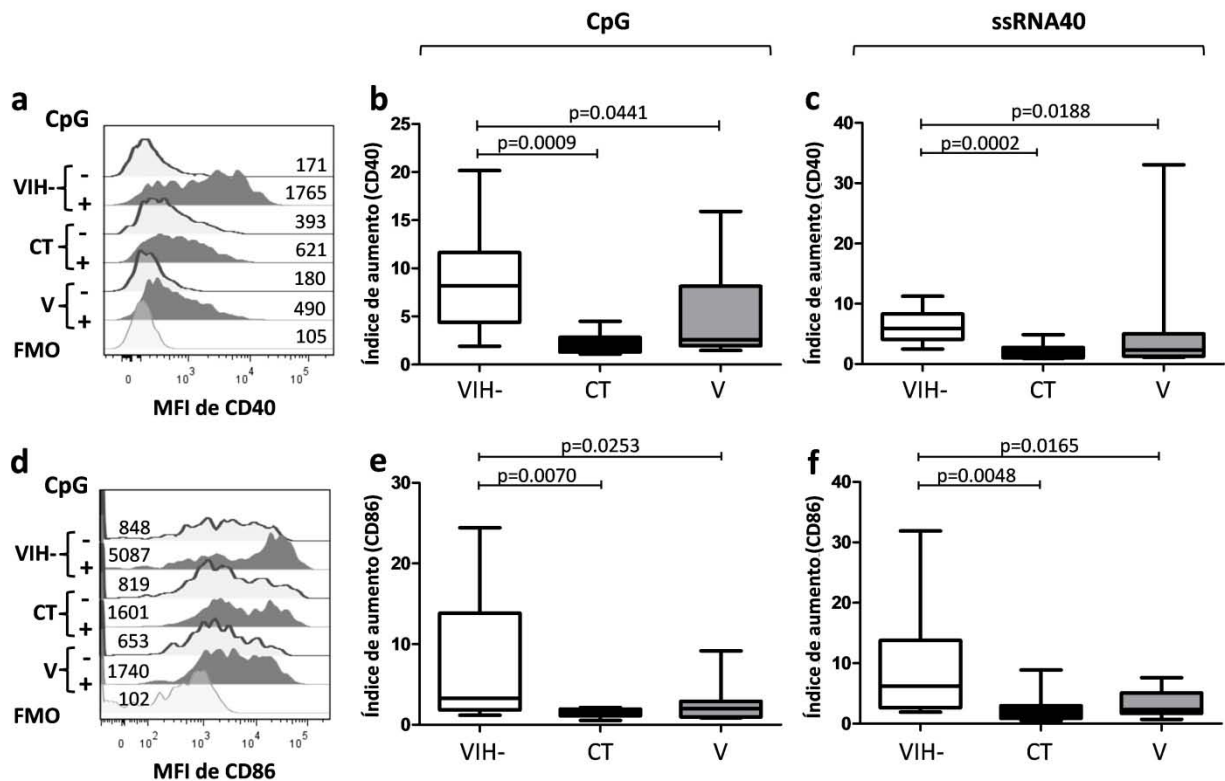 CpG
ssRNA40
a
CpG
VIH-
-
+
CT
-
+
V
-
+
FMO
171
1765
393
621
180
490
105
0
10³
10⁴
10⁵
MFI de CD40
b
p=0.0441
p=0.0009
Índice de aumento (CD40)
25
20
15
10
5
0
VIH-
CT
V
c
p=0.0188
p=0.0002
Índice de aumento (CD40)
40
30
20
10
0
VIH-
CT
V
d
CpG
VIH-
-
+
CT
-
+
V
-
+
FMO
848
5087
819
1601
653
1740
102
0
10²
10³
10⁴
10⁵
MFI de CD86
e
p=0.0253
p=0.0070
Índice de aumento (CD86)
30
20
10
0
VIH-
CT
V
f
p=0.0165
p=0.0048
Índice de aumento (CD86)
40
30
20
10
0
VIH-
CT
V